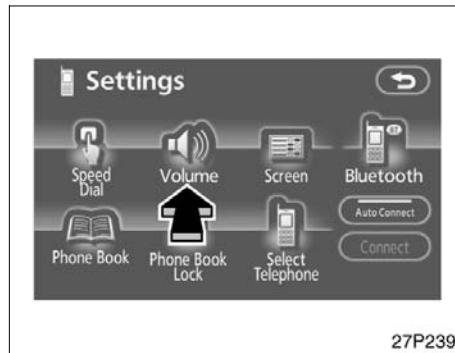 Settings
Speed
Dial
Volume
Screen
Bluetooth
Auto Connect
Phone Book
Phone Book
Lock
Select
Telephone
Connect
27P239